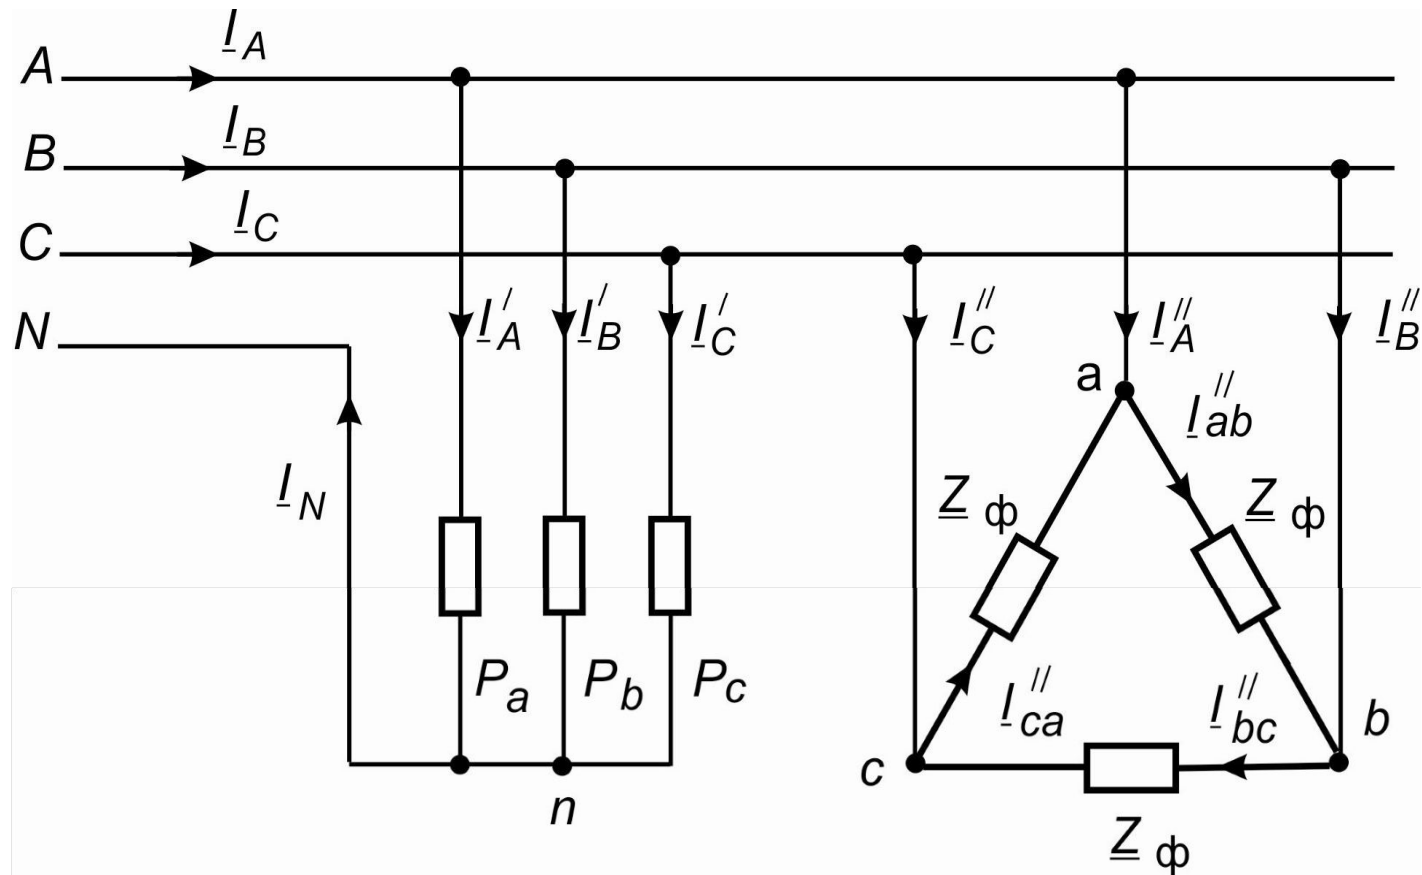 I_A
A
I_B
B
I_C
C
N
I'_A
I'_B
I'_C
I''_C
I''_A
I''_B
a
I''_ab
I_N
Z ф
Z ф
P_a
P_b
P_c
I''_ca
I''_bc
b
c
n
Z ф